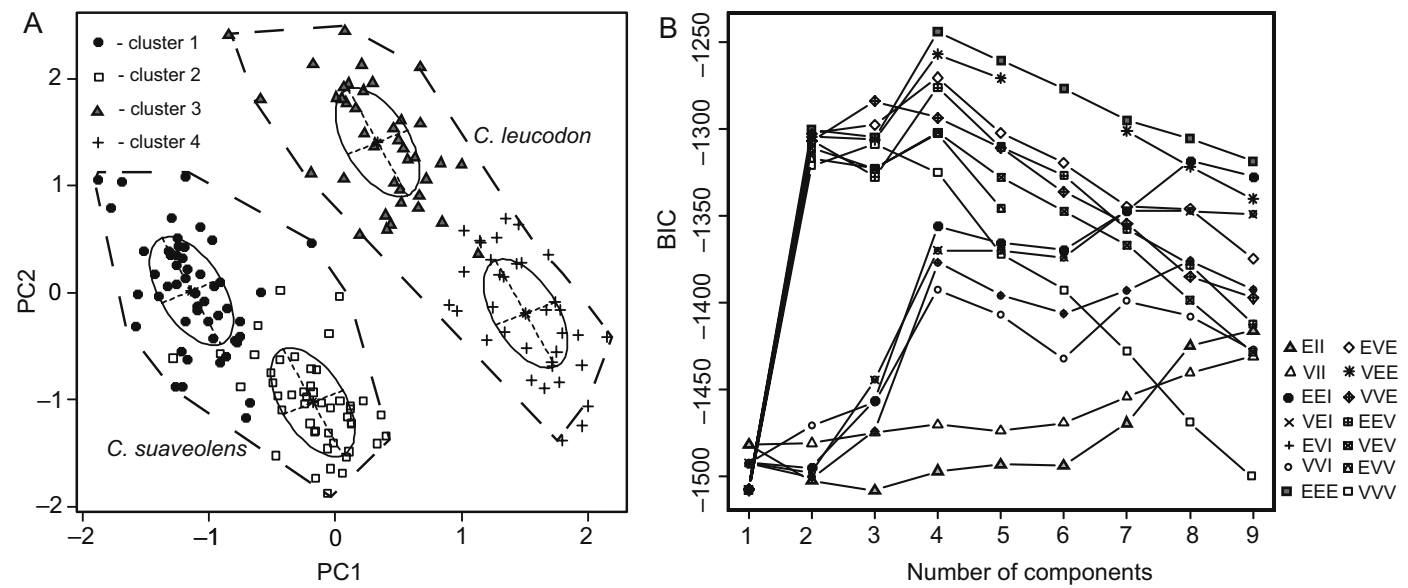 A
- cluster 1
- cluster 2
- cluster 3
- cluster 4
C. leucodon
C. suaveolens
PC2
2
1
0
–1
–2
–2 –1 0 1 2
PC1
B
BIC
–1250
–1300
–1350
–1400
–1450
–1500
1 2 3 4 5 6 7 8 9
Number of components
EII EVE
VII VEE
EEI VVE
VEI EEV
EVI VEV
VVI EVV
EEE VVV